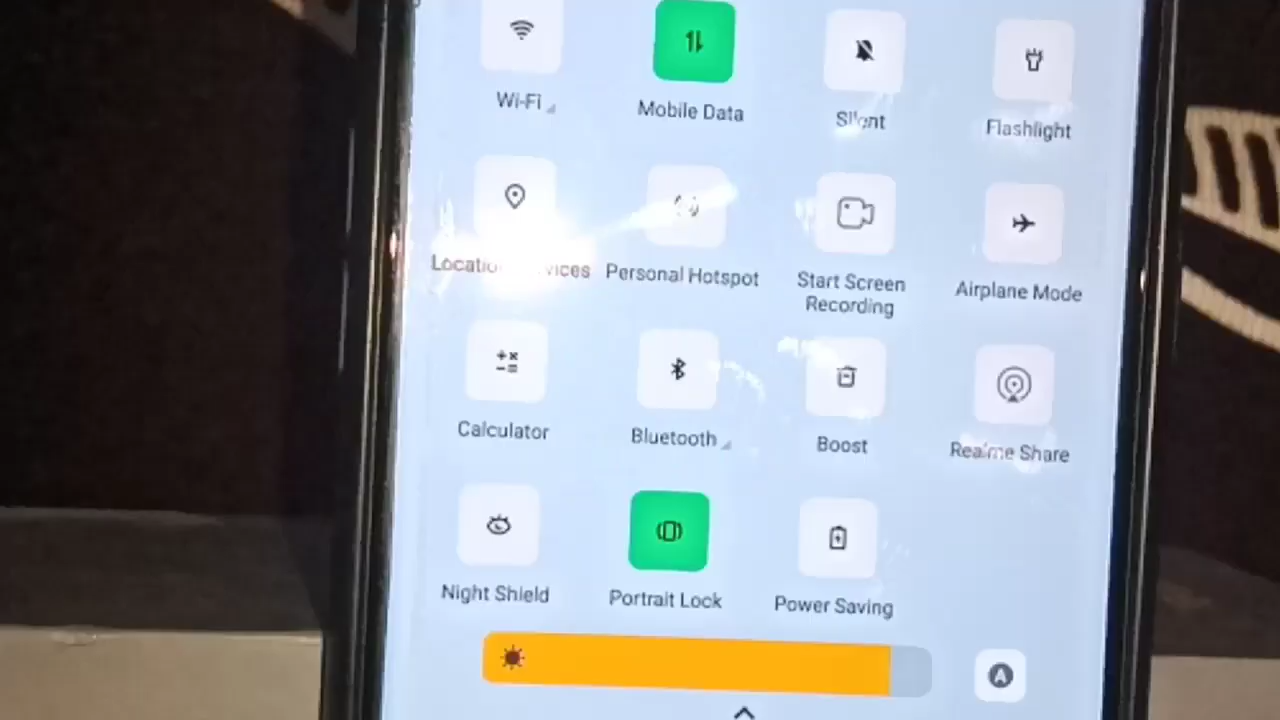 Wi-Fi
Mobile Data
Silent
Flashlight
Personal Hotspot
Start Screen
Recording
Airplane Mode
Calculator
Bluetooth
Boost
Realme Share
Night Shield
Portrait Lock
Power Saving
A